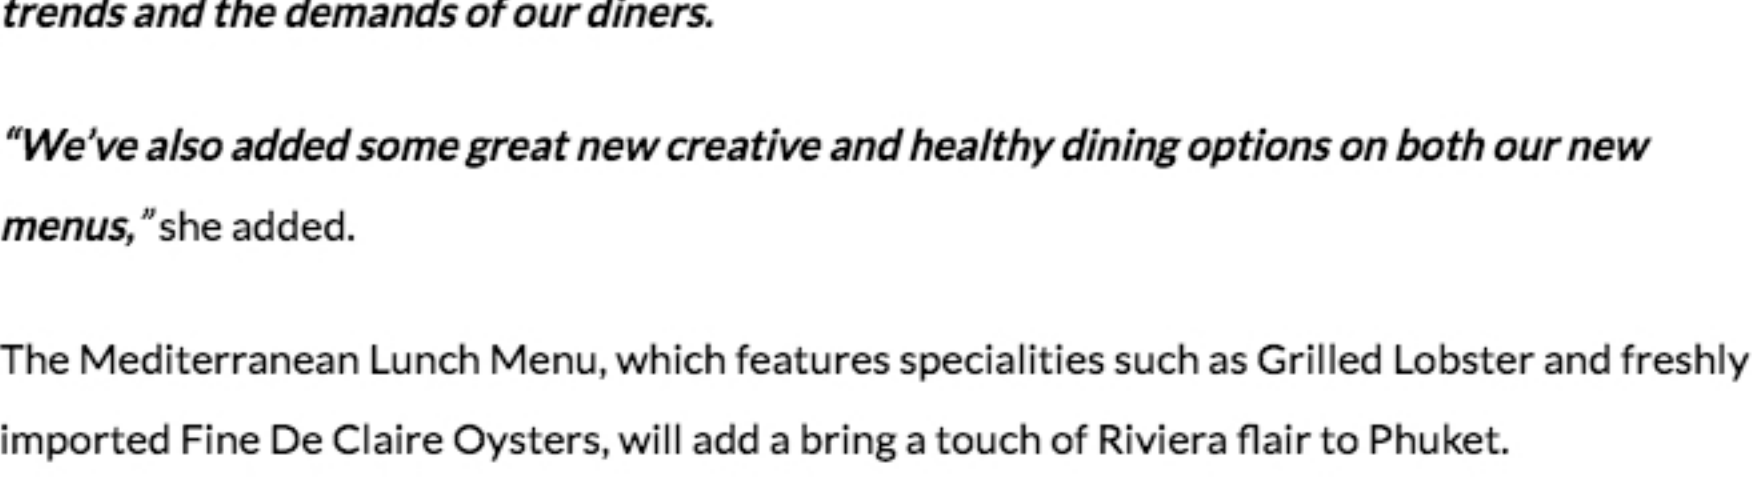 trends and the demands of our diners.
“We’ve also added some great new creative and healthy dining options on both our new
menus,” she added.
The Mediterranean Lunch Menu, which features specialities such as Grilled Lobster and freshly
imported Fine De Claire Oysters, will add a bring a touch of Riviera flair to Phuket.